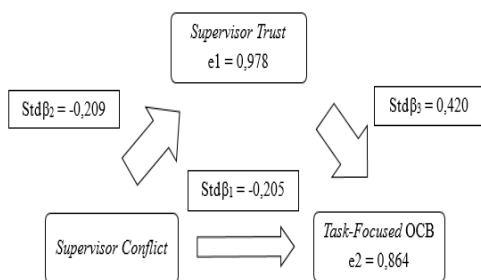 Supervisor Trust
e1 = 0,978
Stdβ₂= -0,209
Stdβ₃= 0,420
Stdβ₁= -0,205
Supervisor Conflict
Task-Focused OCB
e2 = 0,864